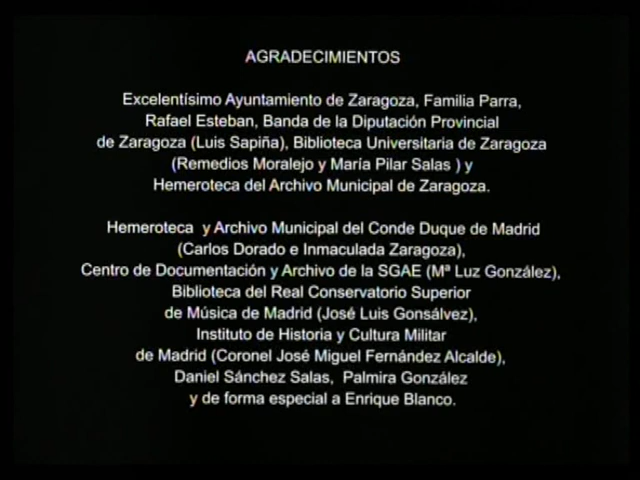 AGRADECIMIENTOS
Excelentísimo Ayuntamiento de Zaragoza, Familia Parra,
Rafael Esteban, Banda de la Diputación Provincial
de Zaragoza (Luis Sapiña), Biblioteca Universitaria de Zaragoza
(Remedios Moralejo y María Pilar Salas ) y
Hemeroteca del Archivo Municipal de Zaragoza.
Hemeroteca  y Archivo Municipal del Conde Duque de Madrid
(Carlos Dorado e Inmaculada Zaragoza),
Centro de Documentación y Archivo de la SGAE (Mª Luz González),
Biblioteca del Real Conservatorio Superior
de Música de Madrid (José Luis Gonsálvez),
Instituto de Historia y Cultura Militar
de Madrid (Coronel José Miguel Fernández Alcalde),
Daniel Sánchez Salas,  Palmira González
y de forma especial a Enrique Blanco.